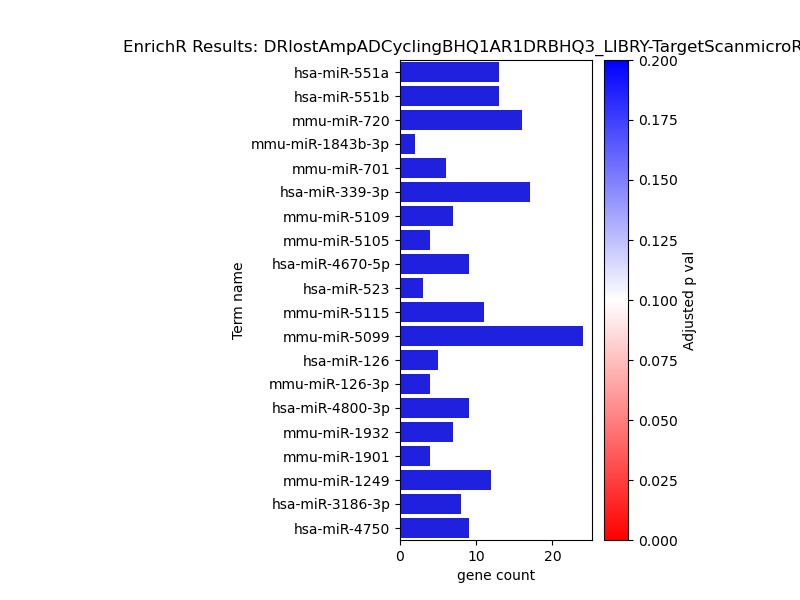 EnrichR Results: DRlostAmpADCyclingBHQ1AR1DRBHQ3_LIBRY-TargetScanmicroR
hsa-miR-551a
hsa-miR-551b
mmu-miR-720
mmu-miR-1843b-3p
mmu-miR-701
hsa-miR-339-3p
mmu-miR-5109
mmu-miR-5105
hsa-miR-4670-5p
hsa-miR-523
mmu-miR-5115
mmu-miR-5099
hsa-miR-126
mmu-miR-126-3p
hsa-miR-4800-3p
mmu-miR-1932
mmu-miR-1901
mmu-miR-1249
hsa-miR-3186-3p
hsa-miR-4750
Term name
0 10 20
gene count
0.200
0.175
0.150
0.125
0.100
0.075
0.050
0.025
0.000
Adjusted p val